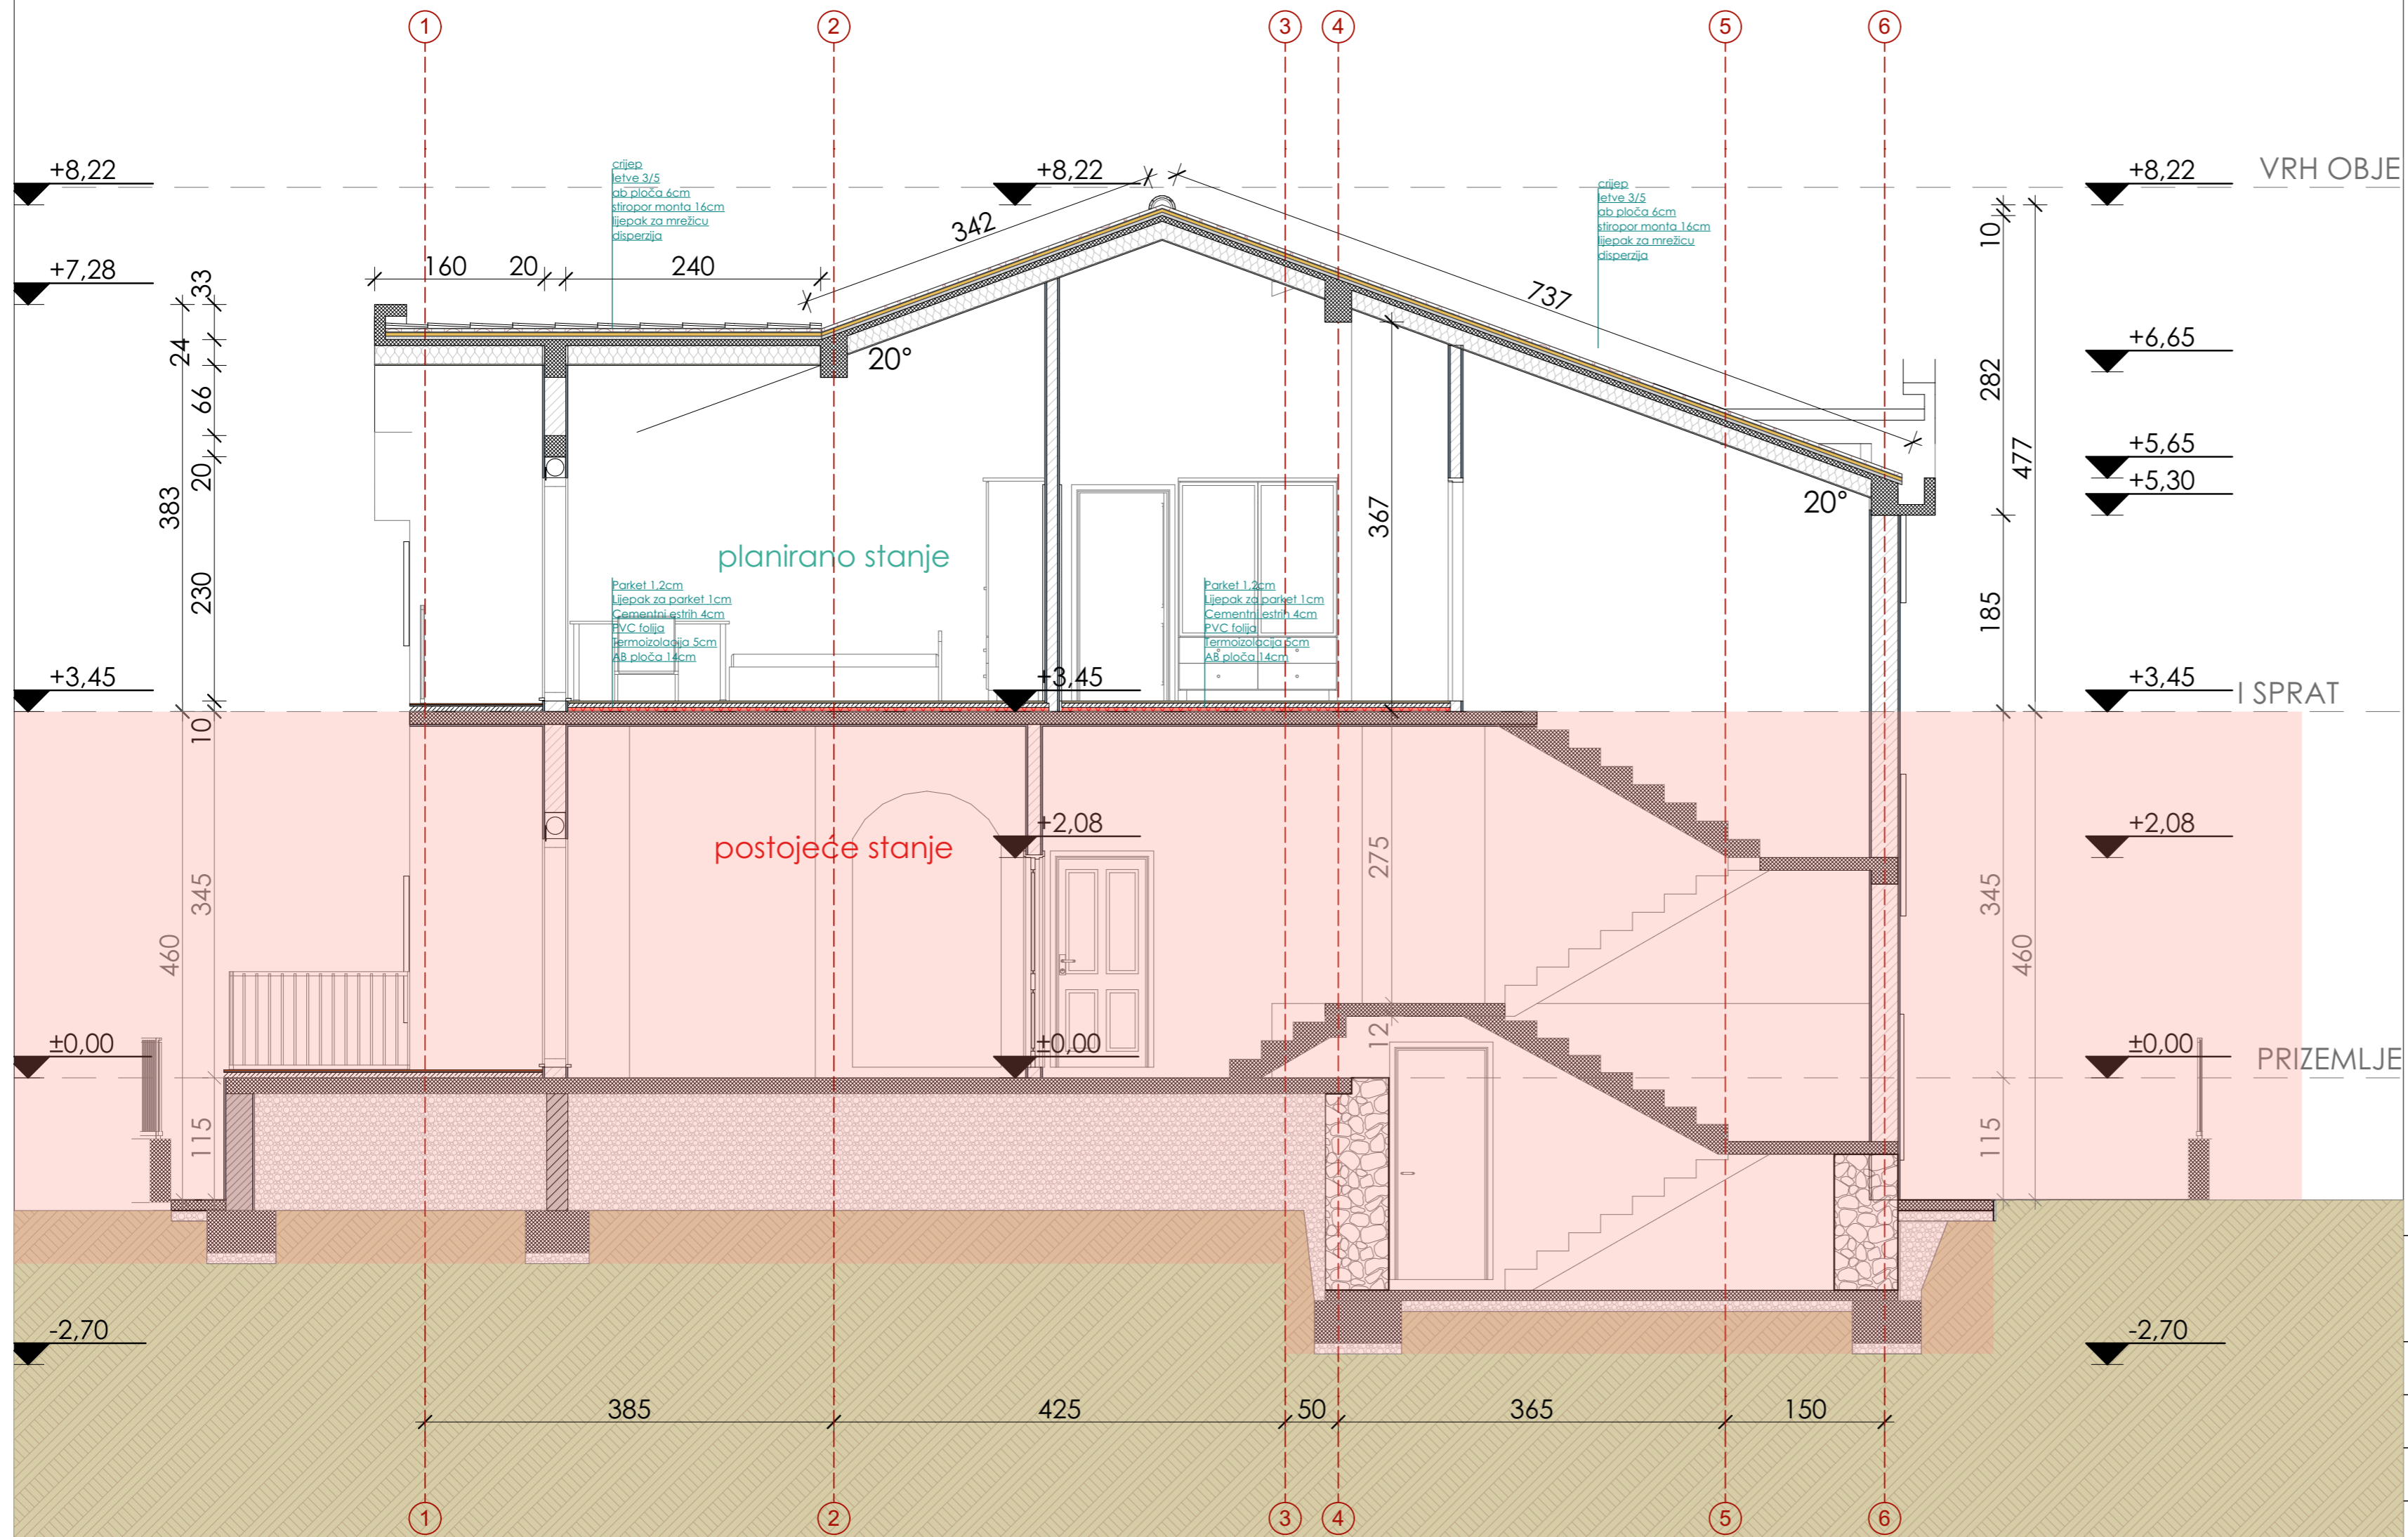 1 2 3 4 5 6
+8,22 +8,22 +8,22 VRH OBJE
crijep
letve 3/5
ab ploča 6cm
stiropor monta 16cm
lijepak za mrežicu
disperzija
crijep
letve 3/5
ab ploča 6cm
stiropor monta 16cm
lijepak za mrežicu
disperzija
342
737
10
+7,28
160 20 240
33
24
66
20
383
230
10
20°
20°
+6,65
+5,65
+5,30
282
477
185
367
planirano stanje
Parket 1,2cm
Lijepak za parket 1cm
Cementni estrih 4cm
PVC folija
Termoizolacija 5cm
AB ploča 14cm
Parket 1,2cm
Lijepak za parket 1cm
Cementni estrih 4cm
PVC folija
Termoizolacija 5cm
AB ploča 14cm
+3,45 +3,45 +3,45 I SPRAT
postojeće stanje
+2,08 +2,08
275
345
460
345
460
12
±0,00 ±0,00 ±0,00 PRIZEMLJE
115
115
-2,70 -2,70
385 425 50 365 150
1 2 3 4 5 6